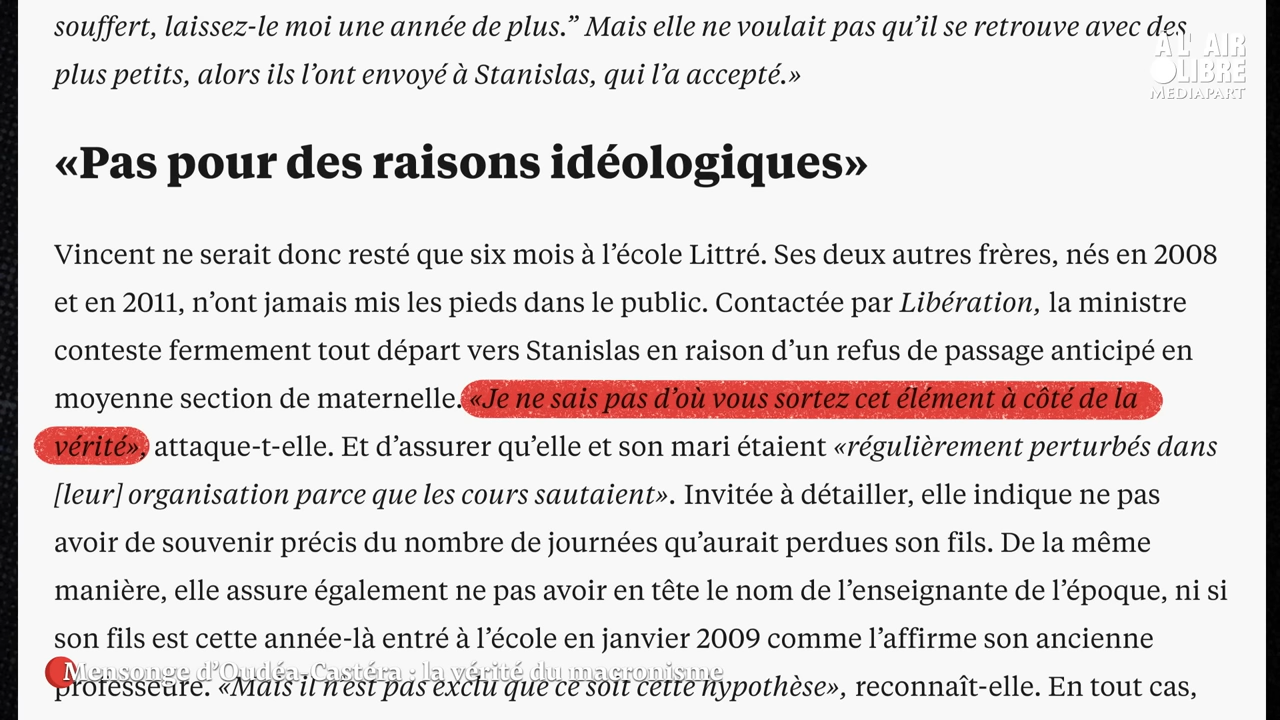 souffert, laissez-le moi une année de plus.” Mais elle ne voulait pas qu’il se retrouve avec des
plus petits, alors ils l’ont envoyé à Stanislas, qui l’a accepté.»
À L'AIR
LIBRE
MEDIAPART
«Pas pour des raisons idéologiques»
Vincent ne serait donc resté que six mois à l’école Littré. Ses deux autres frères, nés en 2008
et en 2011, n’ont jamais mis les pieds dans le public. Contactée par Libération, la ministre
conteste fermement tout départ vers Stanislas en raison d’un refus de passage anticipé en
moyenne section de maternelle. «Je ne sais pas d’où vous sortez cet élément à côté de la
vérité», attaque-t-elle. Et d’assurer qu’elle et son mari étaient «régulièrement perturbés dans
[leur] organisation parce que les cours sautaient». Invitée à détailler, elle indique ne pas
avoir de souvenir précis du nombre de journées qu’aurait perdues son fils. De la même
manière, elle assure également ne pas avoir en tête le nom de l’enseignante de l’époque, ni si
son fils est cette année-là entré à l’école en janvier 2009 comme l’affirme son ancienne
Mensonge d'Oudéa-Castéra : la vérité du macronisme
professeure. «Mais il n’est pas exclu que ce soit cette hypothèse», reconnaît-elle. En tout cas,